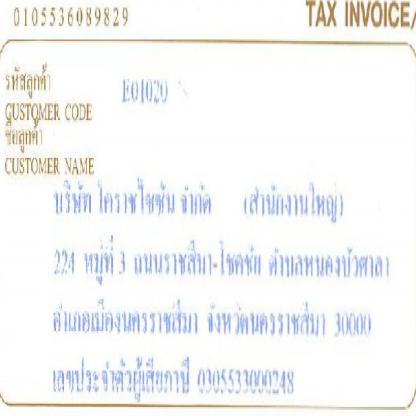 0105536089829 TAX INVOICE/
รหัสลูกค้า E01020
CUSTOMER CODE
ชื่อลูกค้า
CUSTOMER NAME
บริษัท โคราชไซซัน จำกัด (สำนักงานใหญ่)
224 หมู่ที่ 3 ถนนราชสีมา-โชคชัย ตำบลหนองบัวศาลา
อำเภอเมืองนครราชสีมา จังหวัดนครราชสีมา 30000
เลขประจำตัวผู้เสียภาษี 0305533000248